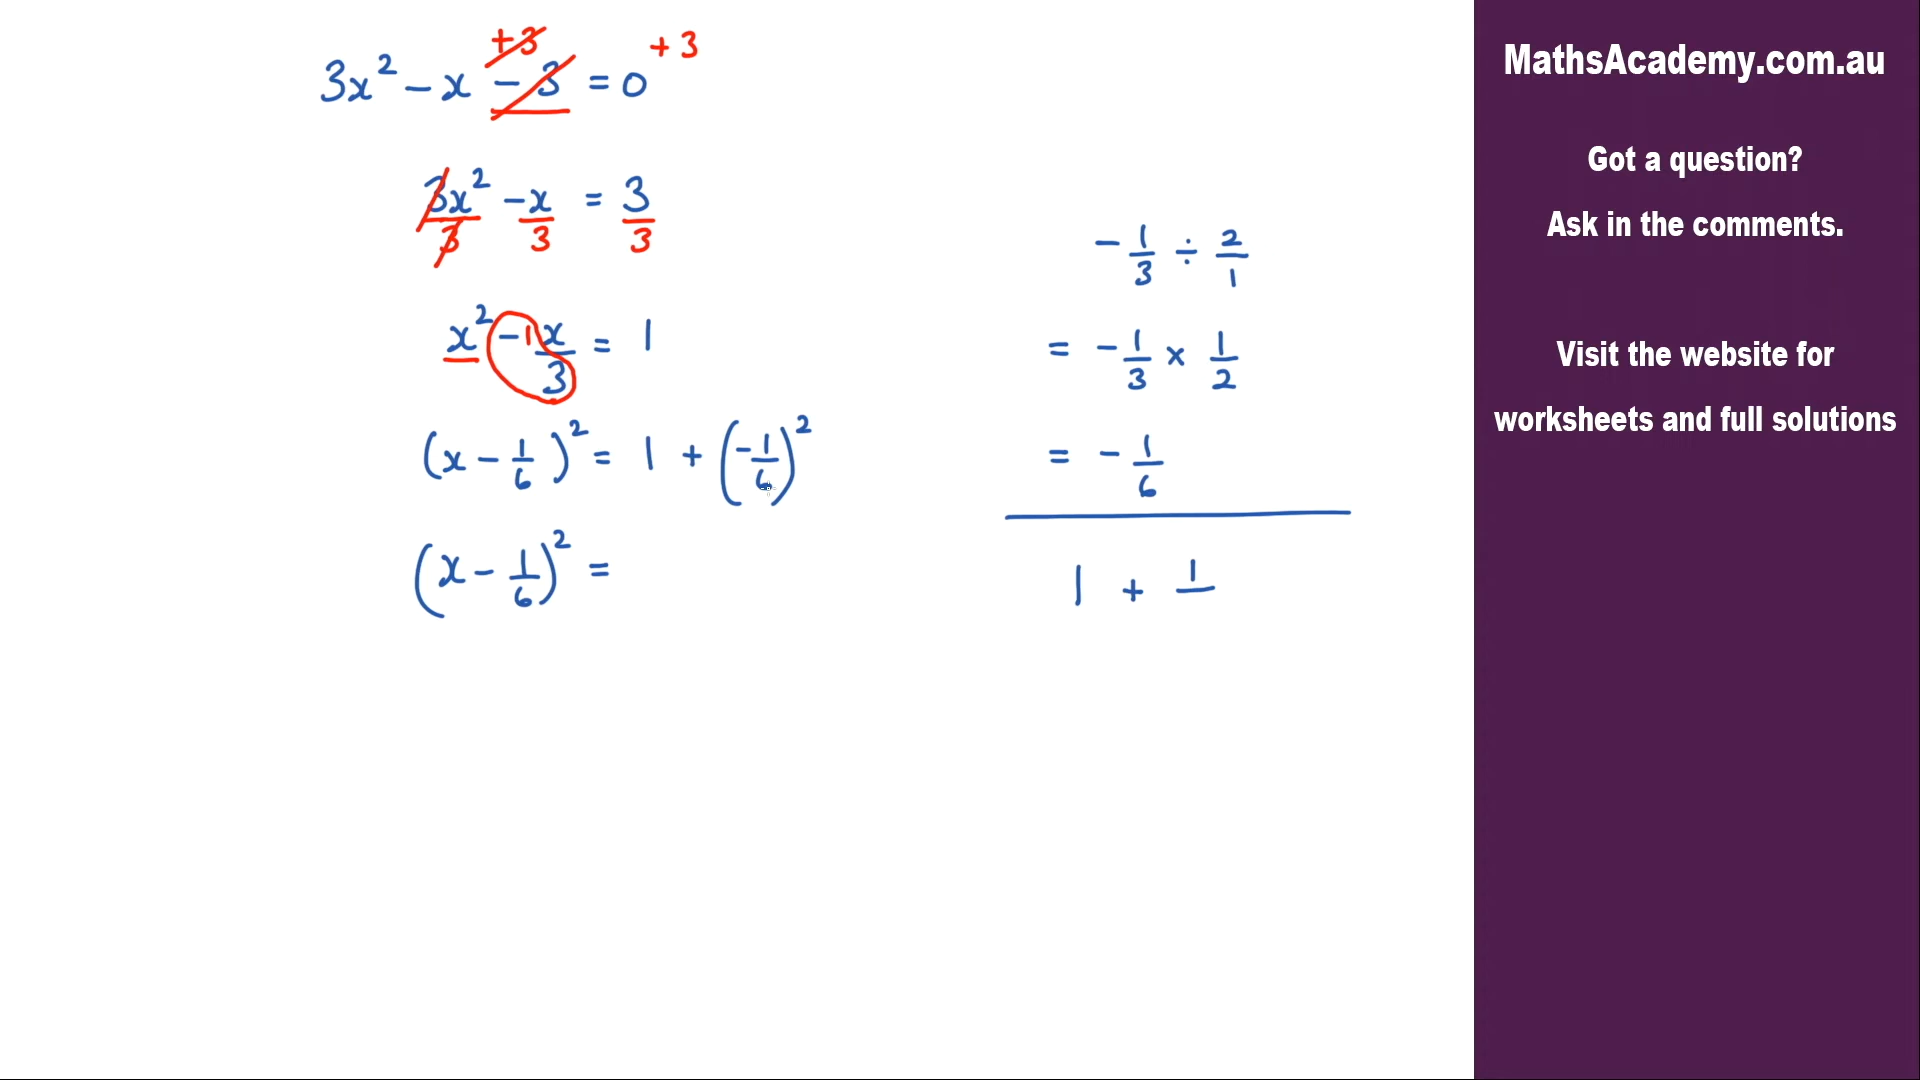 3x² - x - 3 = 0 +3 +3
3x²/3 - x/3 = 3/3
x² - 1x/3 = 1
(x - 1/6)² = 1 + (-1/6)²
(x - 1/6)² =
- 1/3 ÷ 2/1
= - 1/3 × 1/2
= - 1/6
1 + 1/
MathsAcademy.com.au
Got a question?
Ask in the comments.
Visit the website for
worksheets and full solutions